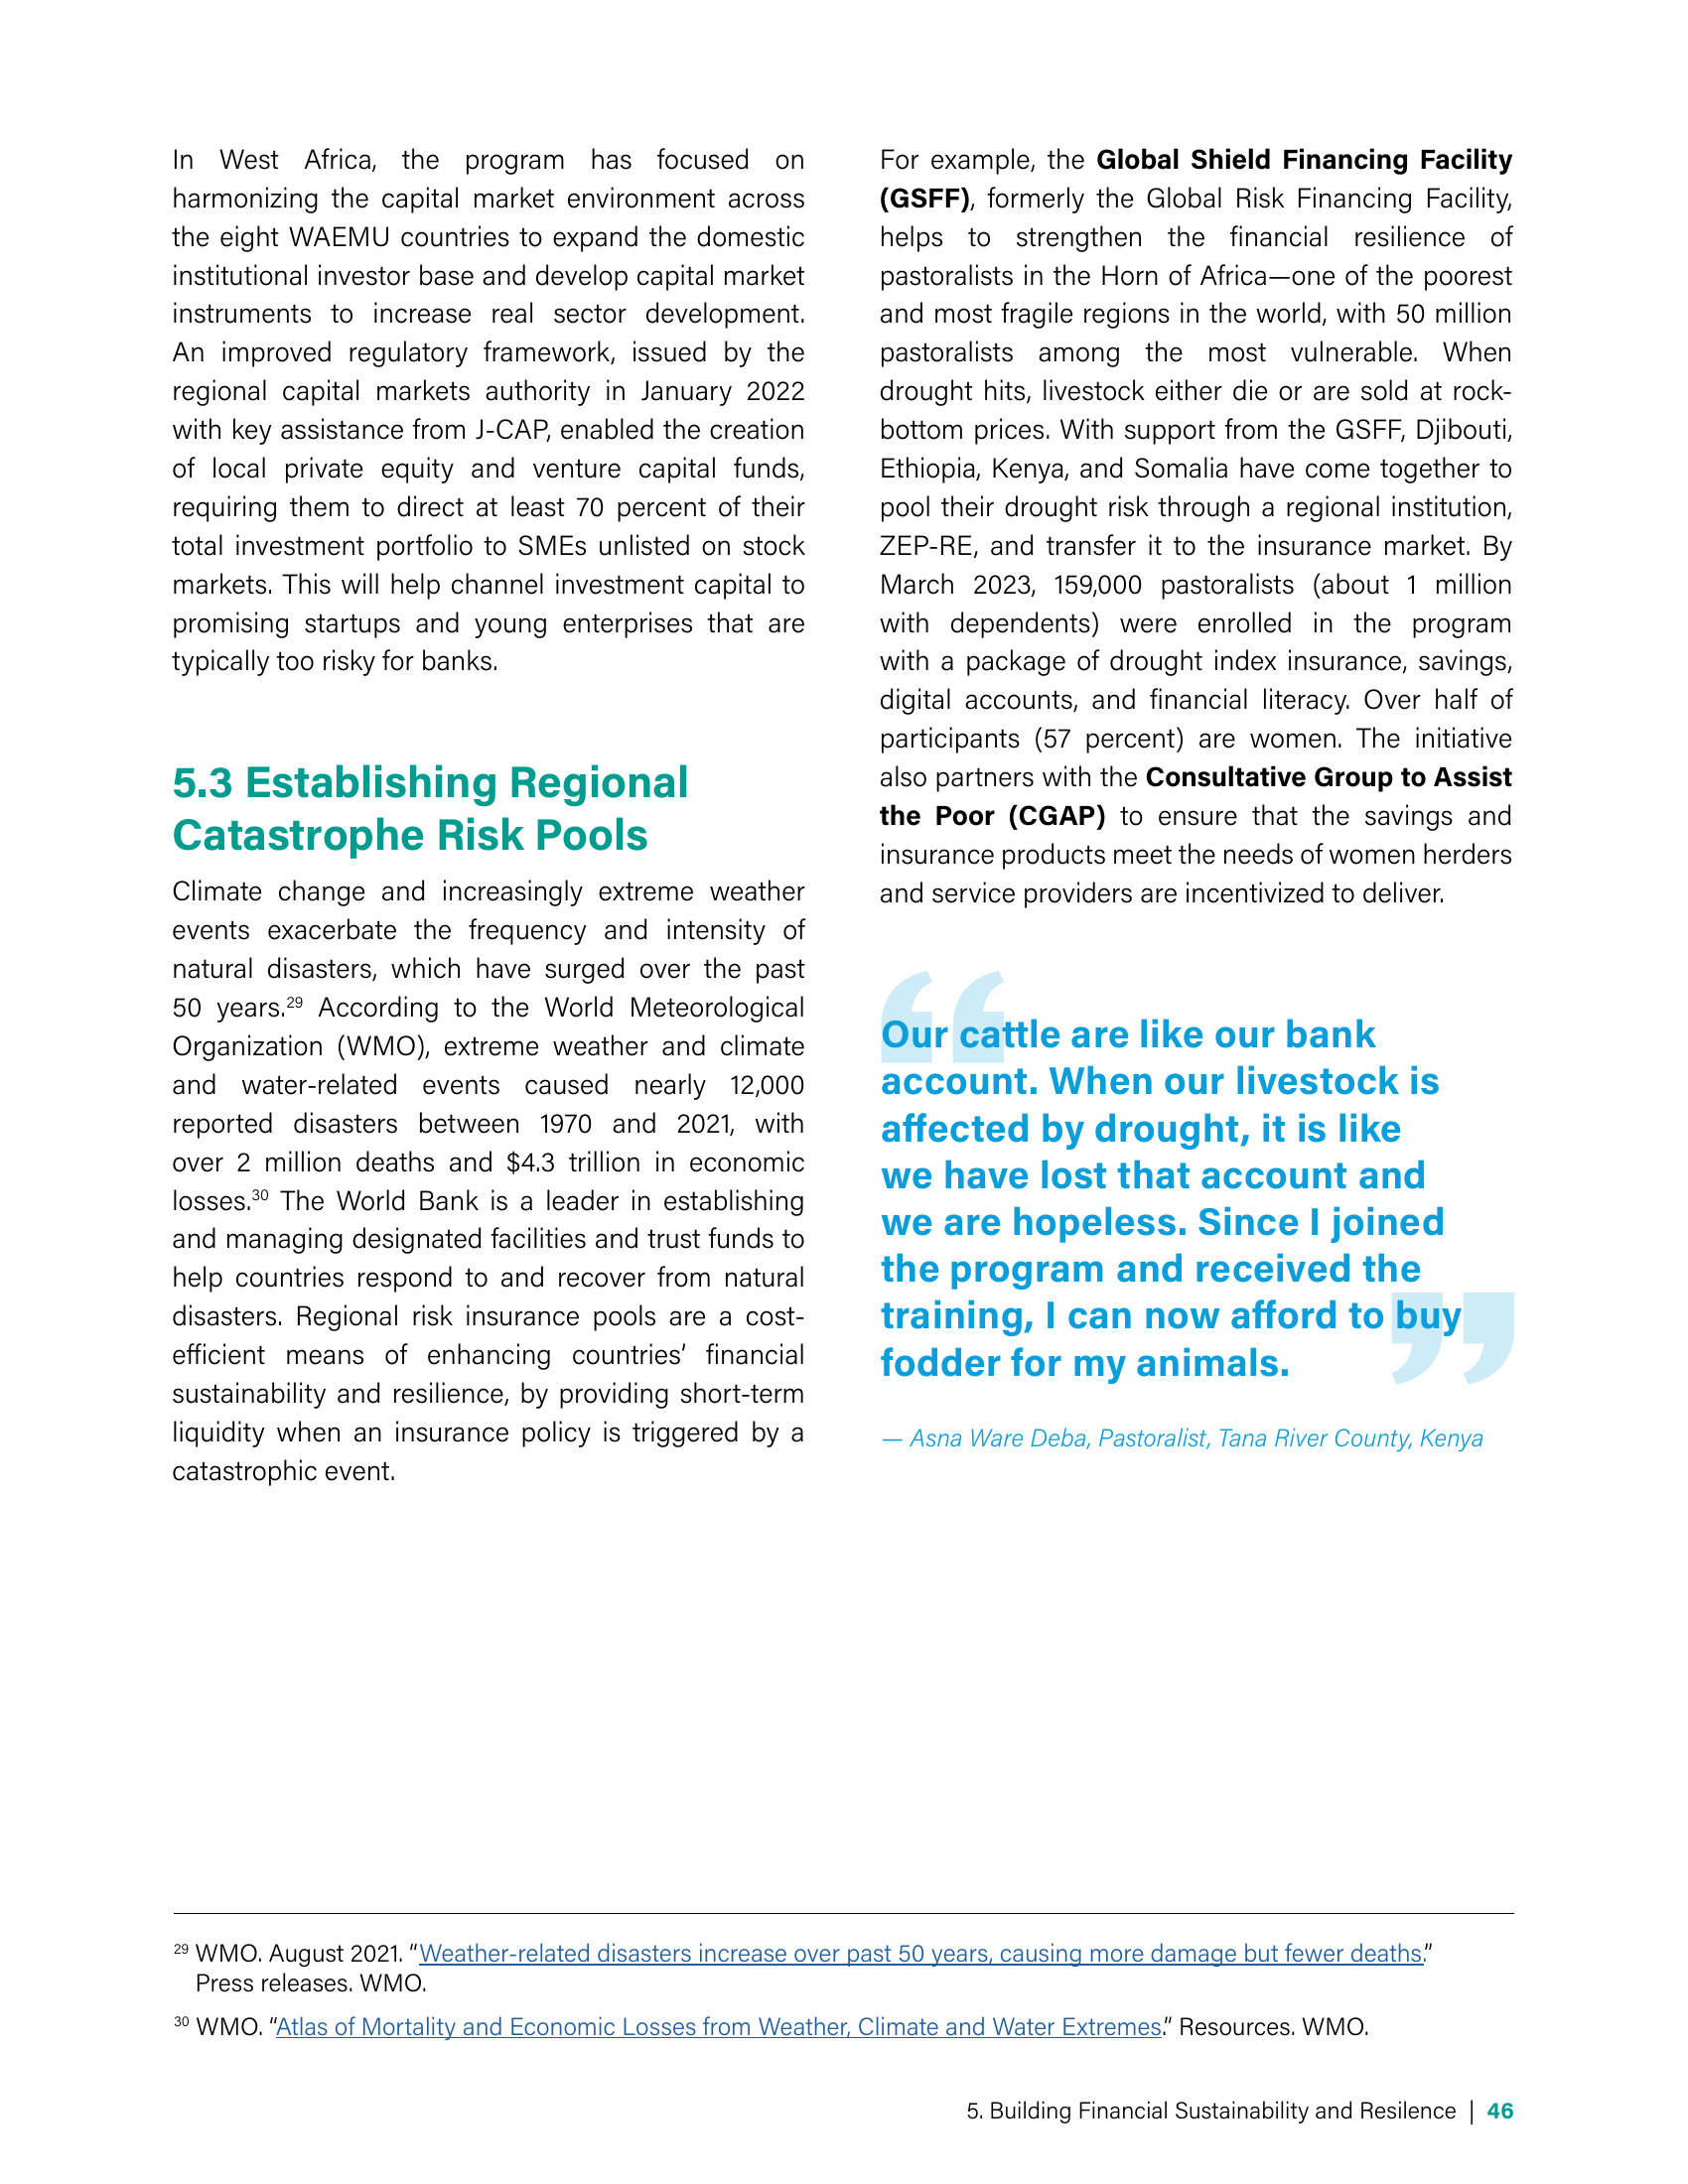 In West Africa, the program has focused on
harmonizing the capital market environment across
the eight WAEMU countries to expand the domestic
institutional investor base and develop capital market
instruments to increase real sector development.
An improved regulatory framework, issued by the
regional capital markets authority in January 2022
with key assistance from J-CAP, enabled the creation
of local private equity and venture capital funds,
requiring them to direct at least 70 percent of their
total investment portfolio to SMEs unlisted on stock
markets. This will help channel investment capital to
promising startups and young enterprises that are
typically too risky for banks.
5.3 Establishing Regional
Catastrophe Risk Pools
Climate change and increasingly extreme weather
events exacerbate the frequency and intensity of
natural disasters, which have surged over the past
50 years.²⁹ According to the World Meteorological
Organization (WMO), extreme weather and climate
and water-related events caused nearly 12,000
reported disasters between 1970 and 2021, with
over 2 million deaths and $4.3 trillion in economic
losses.³⁰ The World Bank is a leader in establishing
and managing designated facilities and trust funds to
help countries respond to and recover from natural
disasters. Regional risk insurance pools are a cost-
efficient means of enhancing countries’ financial
sustainability and resilience, by providing short-term
liquidity when an insurance policy is triggered by a
catastrophic event.
For example, the Global Shield Financing Facility
(GSFF), formerly the Global Risk Financing Facility,
helps to strengthen the financial resilience of
pastoralists in the Horn of Africa—one of the poorest
and most fragile regions in the world, with 50 million
pastoralists among the most vulnerable. When
drought hits, livestock either die or are sold at rock-
bottom prices. With support from the GSFF, Djibouti,
Ethiopia, Kenya, and Somalia have come together to
pool their drought risk through a regional institution,
ZEP-RE, and transfer it to the insurance market. By
March 2023, 159,000 pastoralists (about 1 million
with dependents) were enrolled in the program
with a package of drought index insurance, savings,
digital accounts, and financial literacy. Over half of
participants (57 percent) are women. The initiative
also partners with the Consultative Group to Assist
the Poor (CGAP) to ensure that the savings and
insurance products meet the needs of women herders
and service providers are incentivized to deliver.
“Our cattle are like our bank
account. When our livestock is
affected by drought, it is like
we have lost that account and
we are hopeless. Since I joined
the program and received the
training, I can now afford to buy
fodder for my animals.”
— Asna Ware Deba, Pastoralist, Tana River County, Kenya
²⁹ WMO. August 2021. “Weather-related disasters increase over past 50 years, causing more damage but fewer deaths.”
Press releases. WMO.
³⁰ WMO. “Atlas of Mortality and Economic Losses from Weather, Climate and Water Extremes.” Resources. WMO.
5. Building Financial Sustainability and Resilence | 46